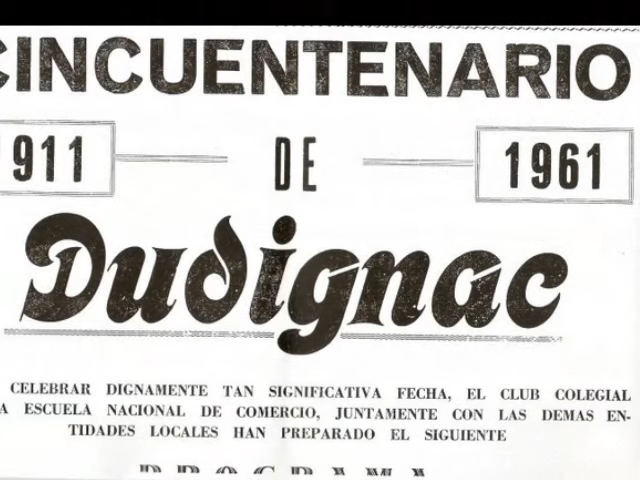 CINCUENTENARIO
911 DE 1961
Dudignac
CELEBRAR DIGNAMENTE TAN SIGNIFICATIVA FECHA, EL CLUB COLEGIAL
A ESCUELA NACIONAL DE COMERCIO, JUNTAMENTE CON LAS DEMAS EN-
TIDADES LOCALES HAN PREPARADO EL SIGUIENTE
PROGRAMA